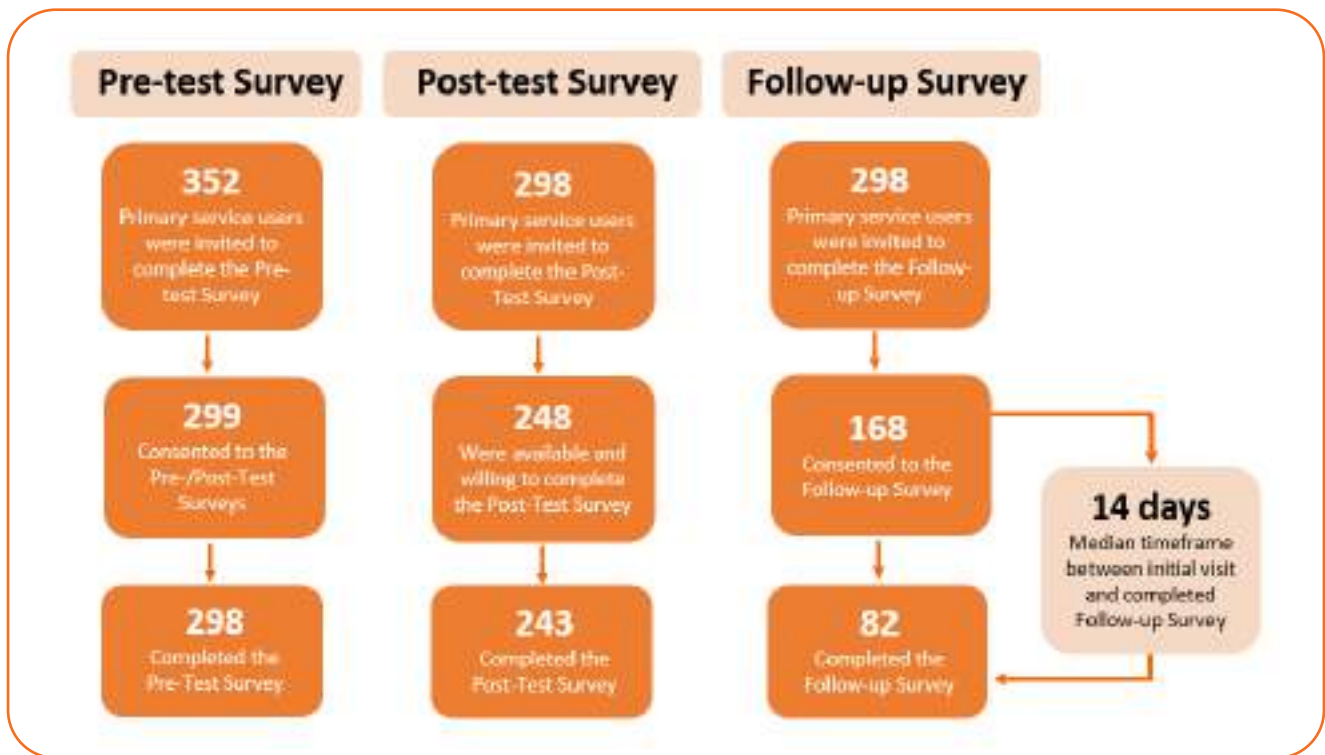 Pre-test Survey
352
Primary service users
were invited to
complete the Pre-
test Survey
299
Consented to the
Pre-/Post-Test
Surveys
298
Completed the
Pre-Test Survey
Post-test Survey
298
Primary service users
were invited to
complete the Post-
Test Survey
248
Were available and
willing to complete
the Post-Test Survey
243
Completed the
Post-Test Survey
Follow-up Survey
298
Primary service users
were invited to
complete the Follow-
up Survey
168
Consented to the
Follow-up Survey
82
Completed the
Follow-up Survey
14 days
Median timeframe
between initial visit
and completed
Follow-up Survey